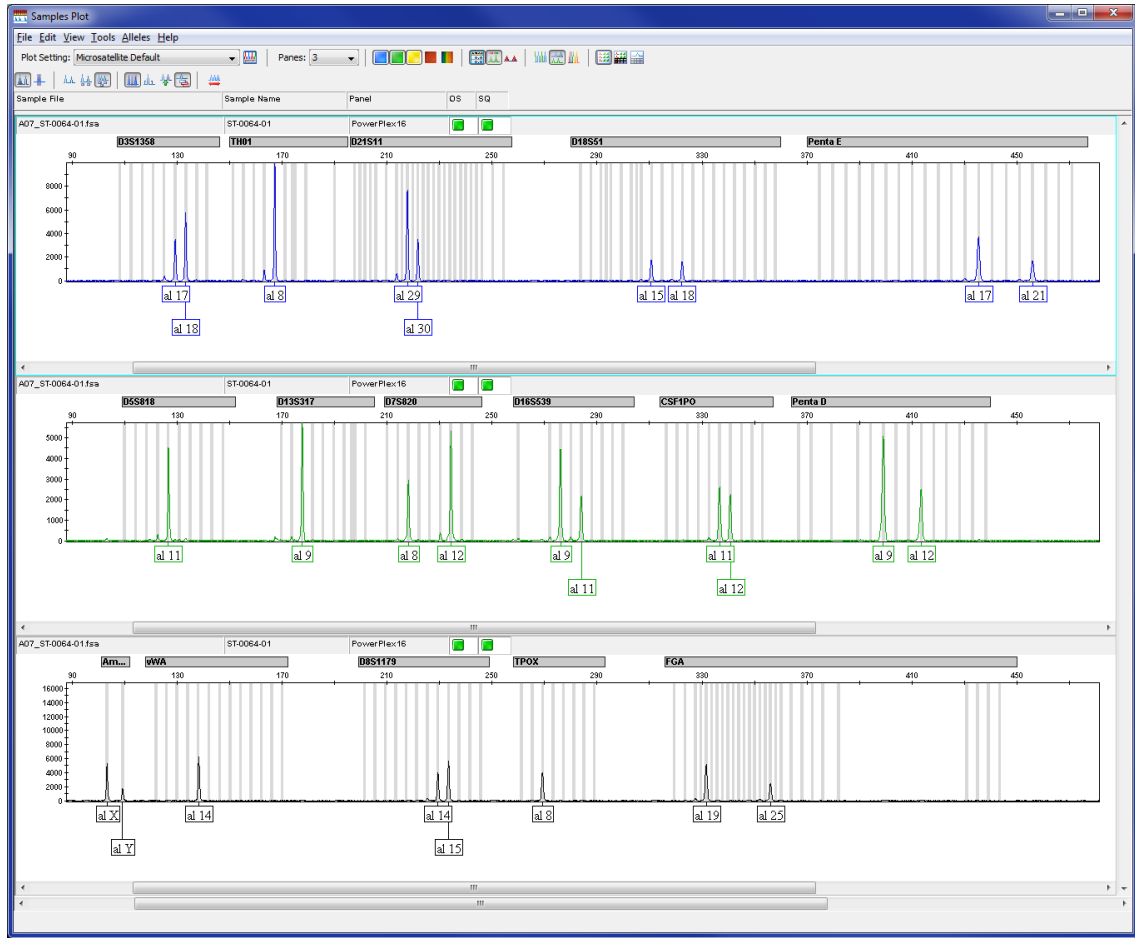 Samples Plot
File Edit View Tools Alleles Help
Plot Setting: Microsatellite Default Panes: 3
Sample File Sample Name Panel OS SQ
A07_ST-0064-01.fsa ST-0064-01 PowerPlex16
D3S1358 TH01 D21S11 D18S51 Penta E
90 130 170 210 250 290 330 370 410 450
8000
6000
4000
2000
0
al 17 al 8 al 29 al 15 al 18 al 17 al 21
al 18 al 30
A07_ST-0064-01.fsa ST-0064-01 PowerPlex16
D5S818 D13S317 D7S820 D16S539 CSF1PO Penta D
90 130 170 210 250 290 330 370 410 450
5000
4000
3000
2000
1000
0
al 11 al 9 al 8 al 12 al 9 al 11 al 9 al 12
al 11 al 12
A07_ST-0064-01.fsa ST-0064-01 PowerPlex16
Am... vWA D8S1179 TPOX FGA
90 130 170 210 250 290 330 370 410 450
16000
14000
12000
10000
8000
6000
4000
2000
0
al X al 14 al 14 al 8 al 19 al 25
al Y al 15